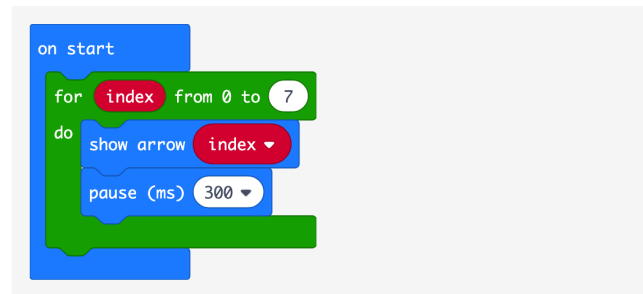 on start
for index from 0 to 7
do
show arrow index
pause (ms) 300